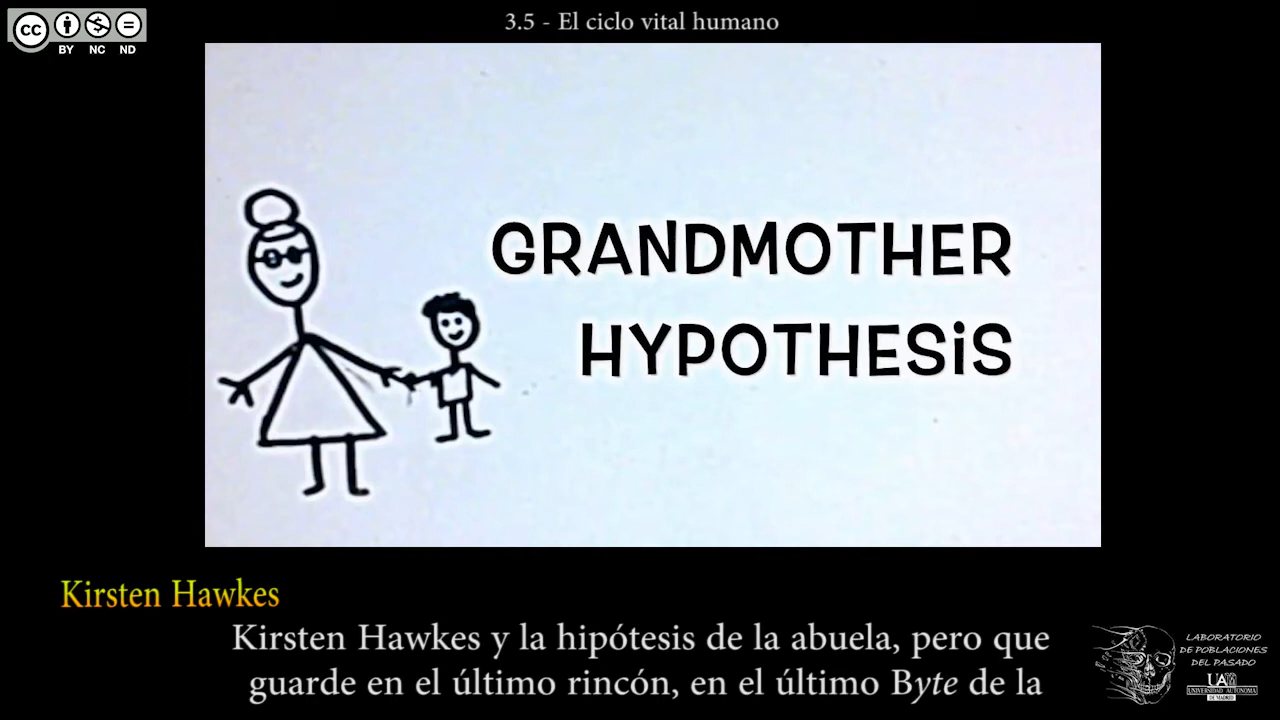 cc
BY NC ND
3.5 - El ciclo vital humano
GRANDMOTHER
HYPOTHESiS
Kirsten Hawkes
Kirsten Hawkes y la hipótesis de la abuela, pero que
guarde en el último rincón, en el último Byte de la
LABORATORIO
DE POBLACIONES
DEL PASADO
UAM
UNIVERSIDAD AUTONOMA
DE MADRID